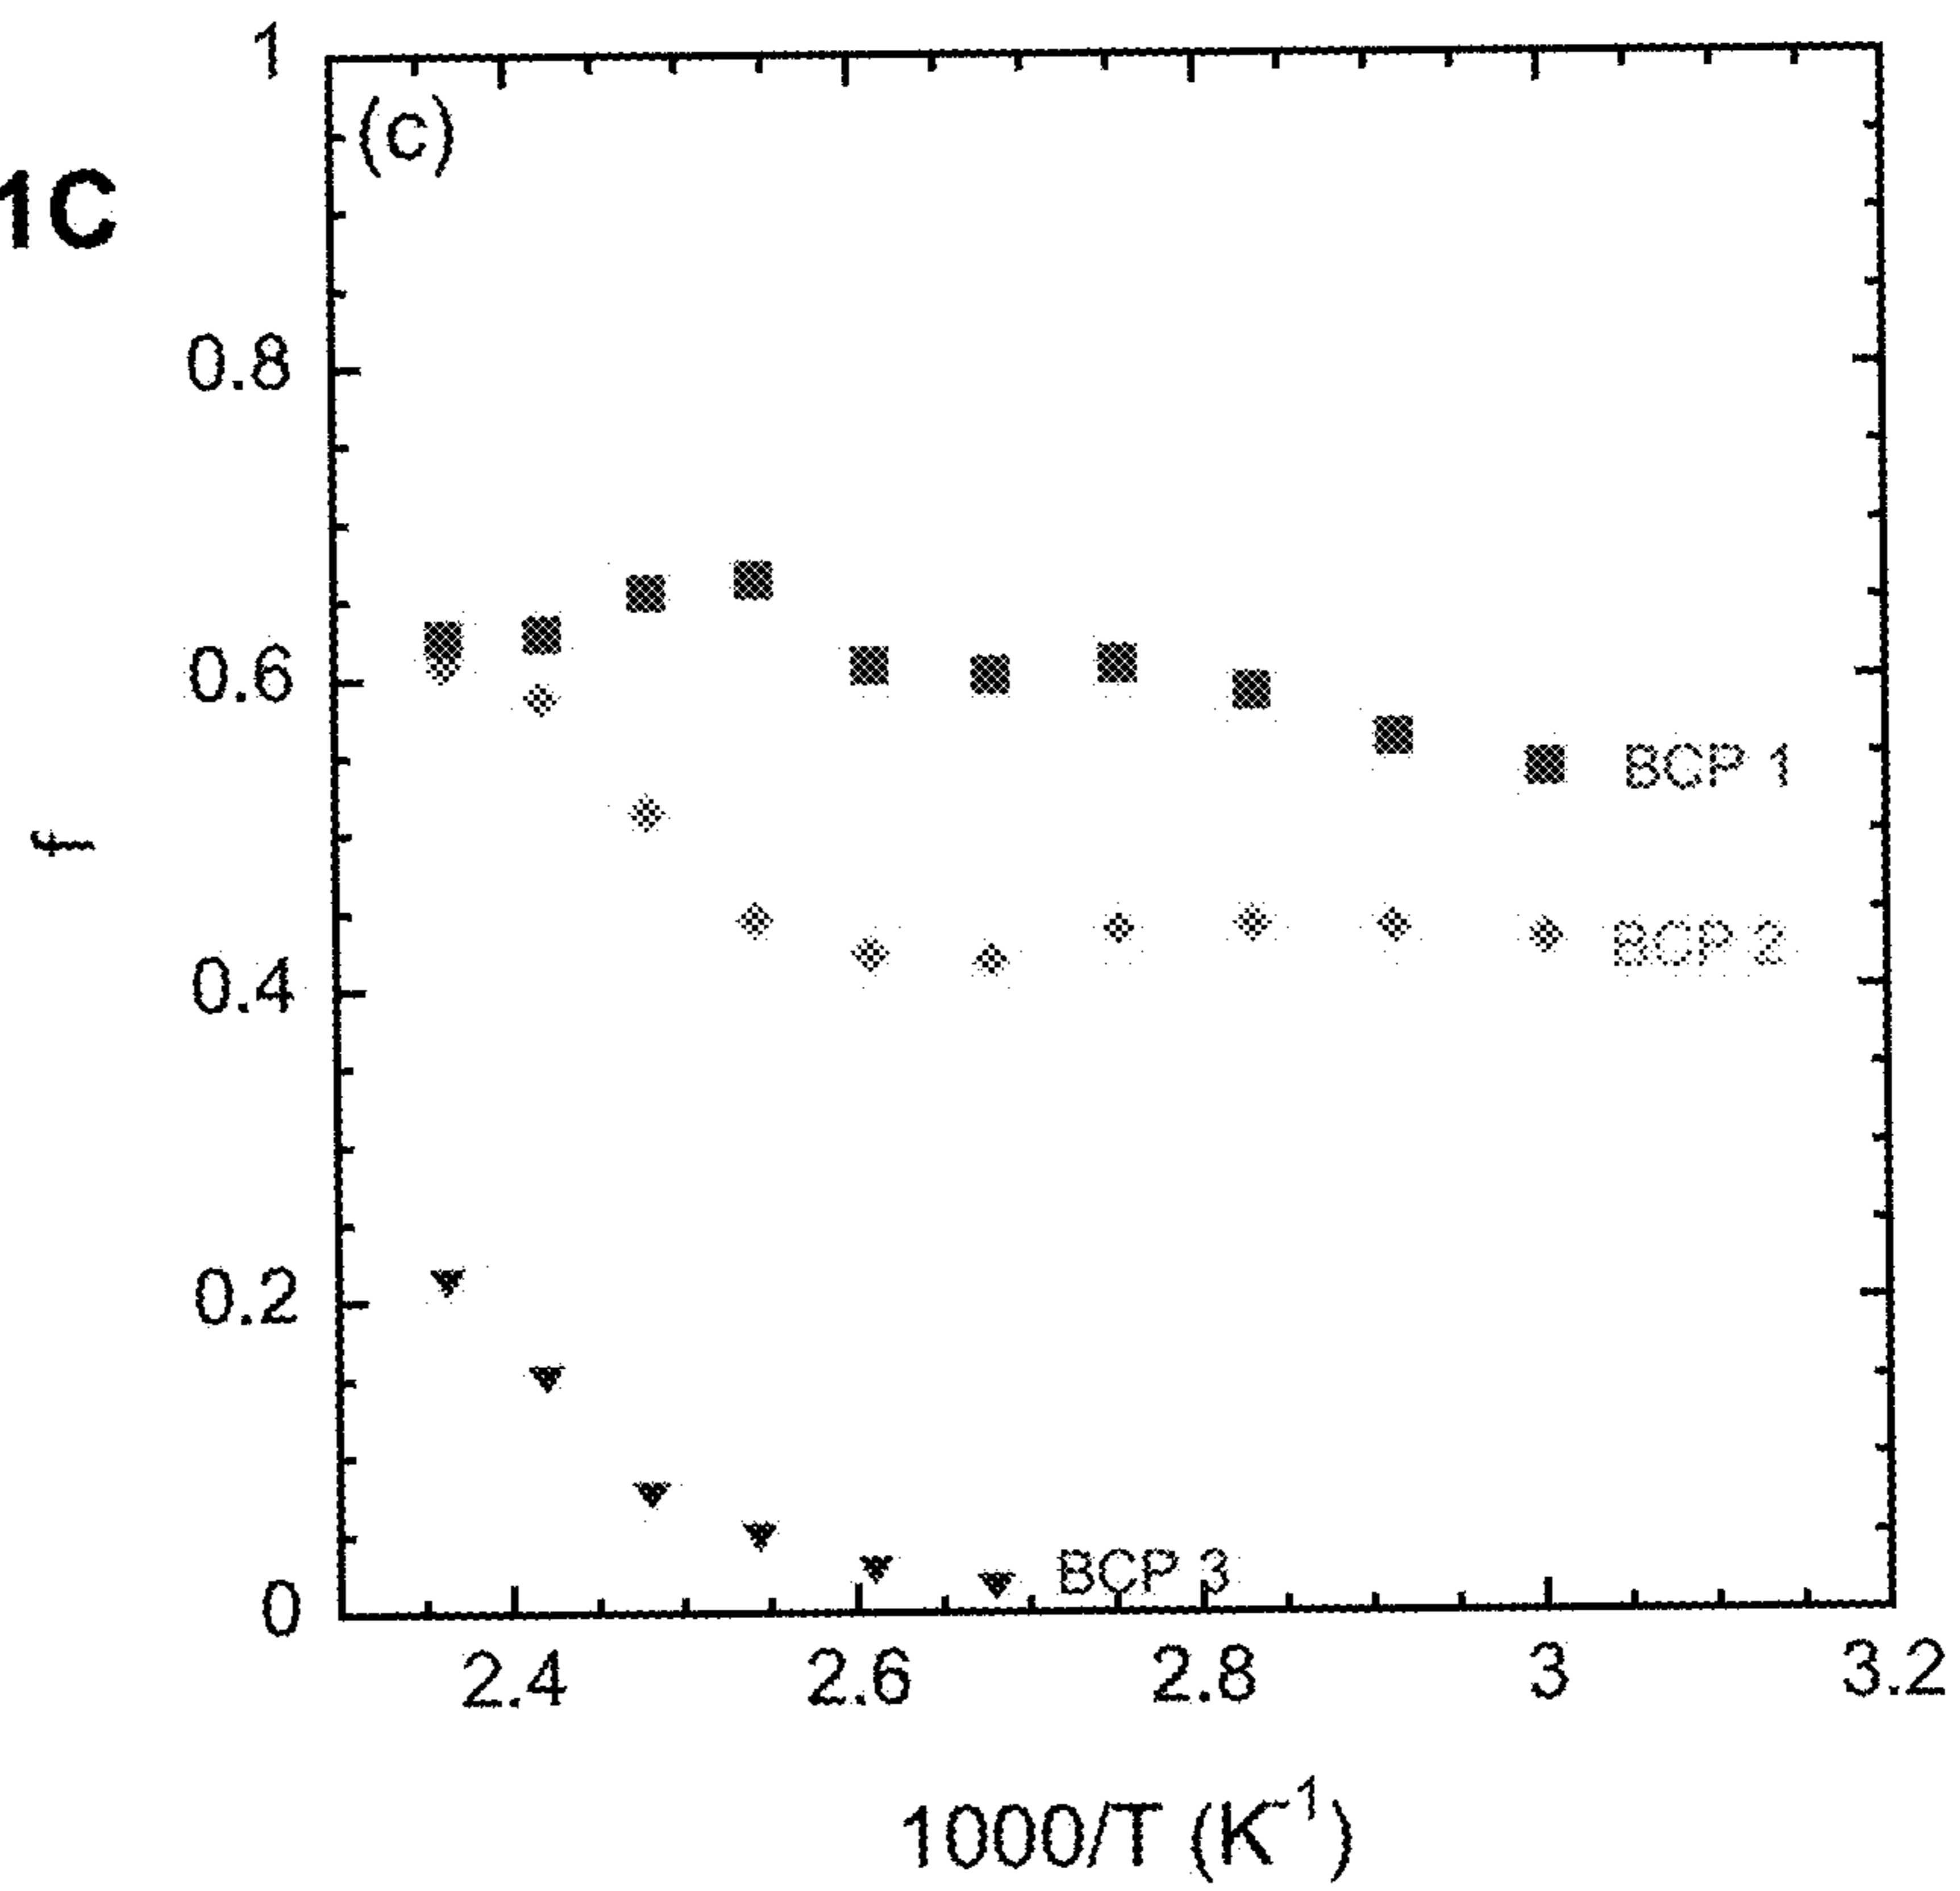 1
(c)
1C
0.8
0.6
BCP 1
f
BCP 2
0.4
0.2
BCP 3
0
2.4 2.6 2.8 3 3.2
1000/T (K⁻¹)